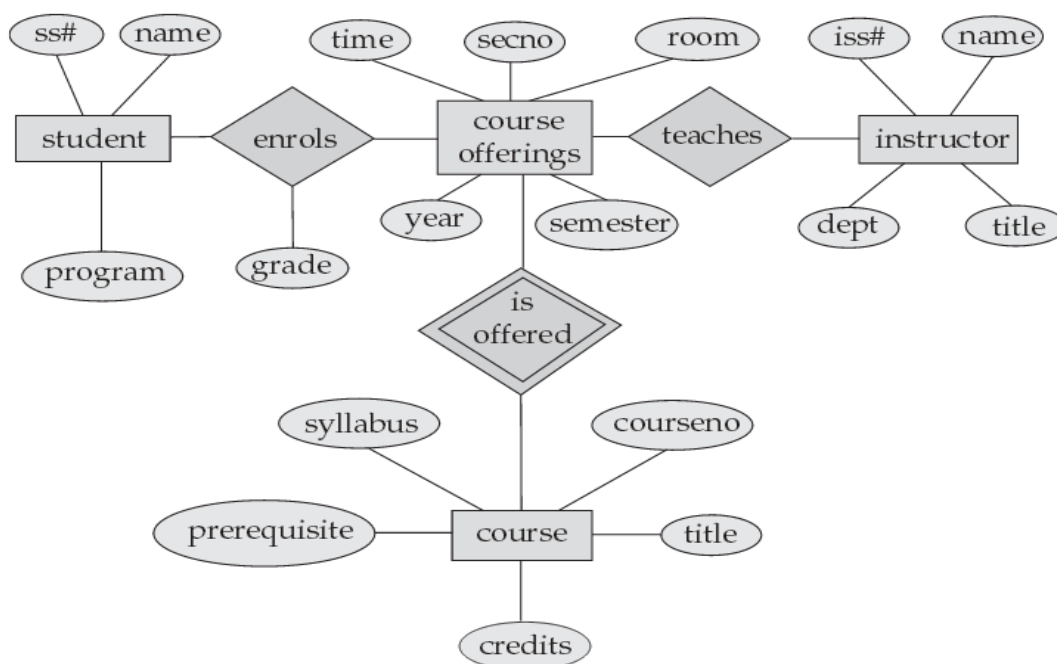 ss#
name
time
secno
room
iss#
name
student
enrols
course
offerings
teaches
instructor
program
grade
year
semester
dept
title
is
offered
syllabus
courseno
prerequisite
course
title
credits